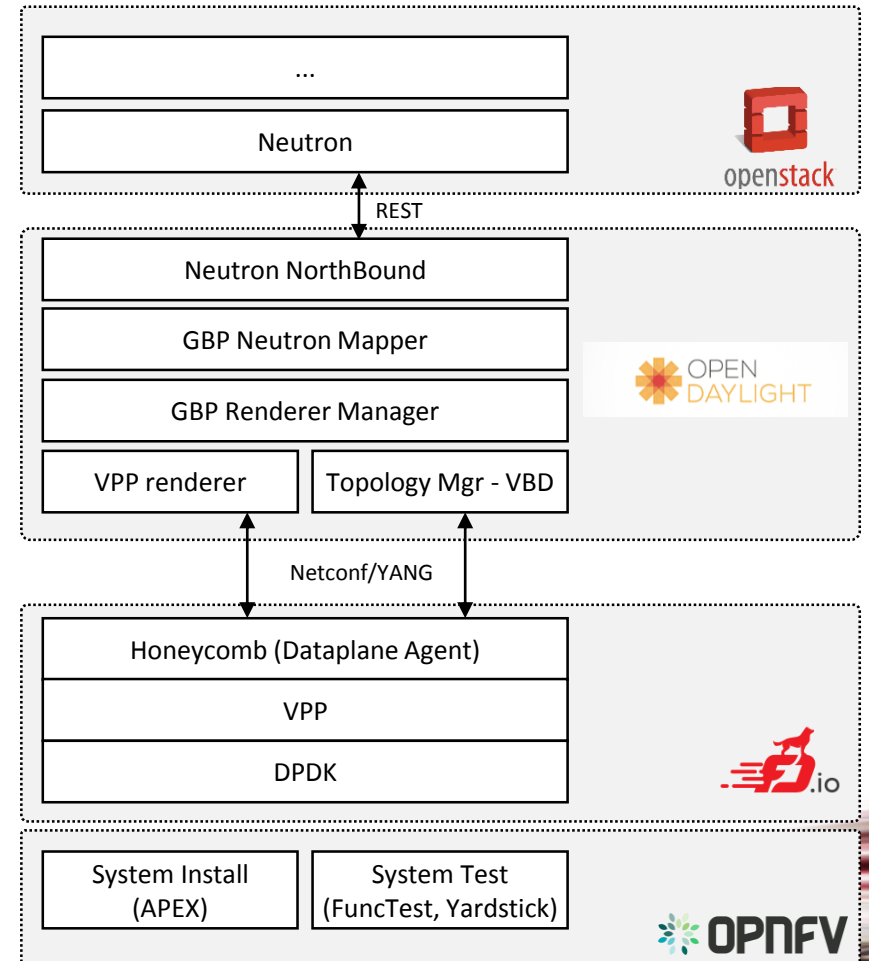 ...
Neutron
openstack
REST
Neutron NorthBound
GBP Neutron Mapper
GBP Renderer Manager
OPEN
DAYLIGHT
VPP renderer
Topology Mgr - VBD
Netconf/YANG
Honeycomb (Dataplane Agent)
VPP
DPDK
FD.io
System Install
(APEX)
System Test
(FuncTest, Yardstick)
OPNFV